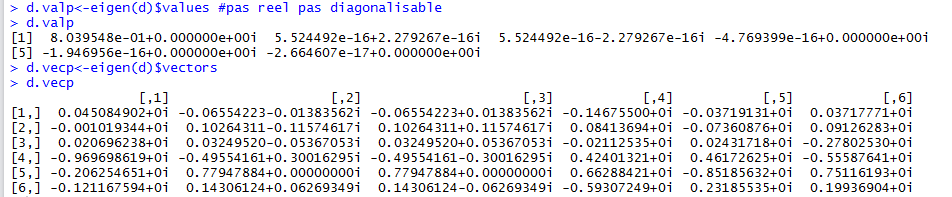 > d.valp<-eigen(d)$values #pas reel pas diagonalisable
> d.valp
[1]  8.039548e-01+0.000000e+00i  5.524492e-16+2.279267e-16i  5.524492e-16-2.279267e-16i -4.769399e-16+0.000000e+00i
[5] -1.946956e-16+0.000000e+00i -2.664607e-17+0.000000e+00i
> d.vecp<-eigen(d)$vectors
> d.vecp
[,1] [,2] [,3] [,4] [,5] [,6]
[1,]  0.045084902+0i -0.06554223-0.01383562i -0.06554223+0.01383562i -0.14675500+0i -0.03719131+0i  0.03717771+0i
[2,] -0.001019344+0i  0.10264311-0.11574617i  0.10264311+0.11574617i  0.08413694+0i -0.07360876+0i  0.09126283+0i
[3,]  0.020696238+0i  0.03249520-0.05367053i  0.03249520+0.05367053i -0.02112535+0i  0.02431718+0i -0.27802530+0i
[4,] -0.969698619+0i -0.49554161+0.30016295i -0.49554161-0.30016295i  0.42401321+0i  0.46172625+0i -0.55587641+0i
[5,] -0.206254651+0i  0.77947884+0.00000000i  0.77947884+0.00000000i  0.66288421+0i -0.85185632+0i  0.75116193+0i
[6,] -0.121167594+0i  0.14306124+0.06269349i  0.14306124-0.06269349i -0.59307249+0i  0.23185535+0i  0.19936904+0i